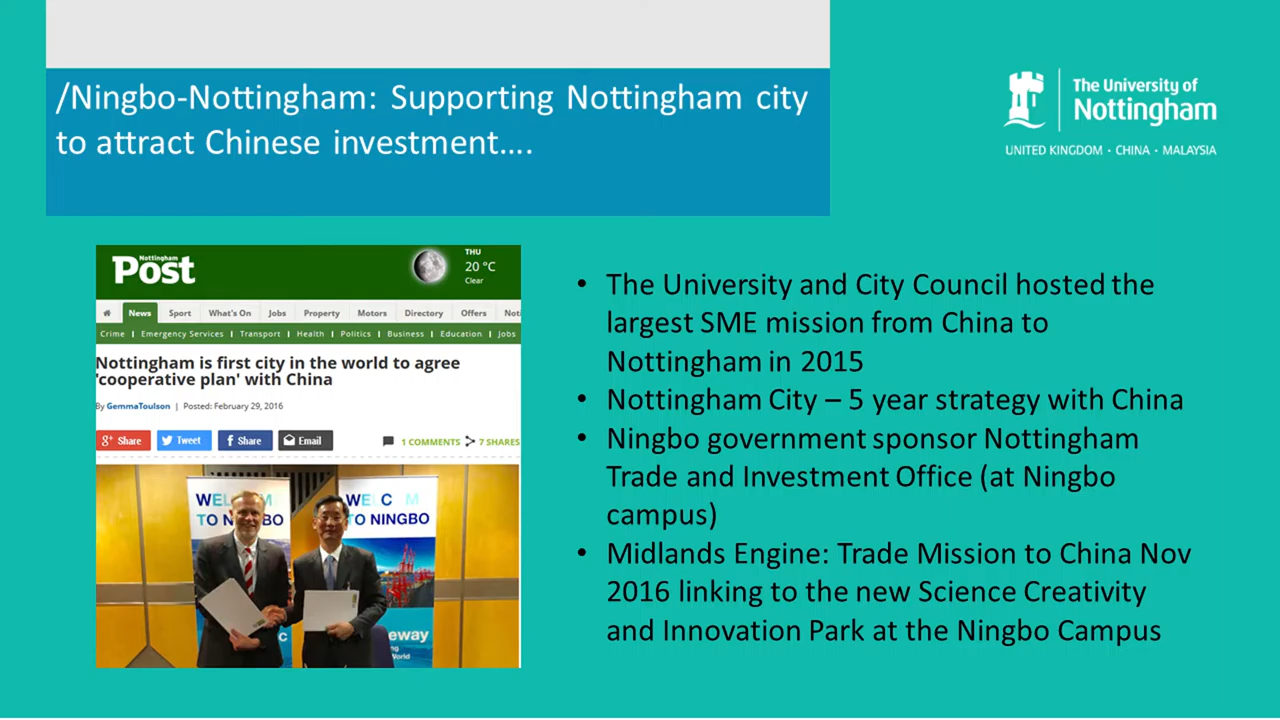 /Ningbo-Nottingham: Supporting Nottingham city
to attract Chinese investment….
The University of
Nottingham
UNITED KINGDOM · CHINA · MALAYSIA
Nottingham
Post
THU
20 °C
Clear
News Sport What's On Jobs Property Motors Directory Offers
Crime | Emergency Services | Transport | Health | Politics | Business | Education | Jobs
Nottingham is first city in the world to agree
'cooperative plan' with China
By GemmaToulson | Posted: February 29, 2016
g+ Share Tweet f Share Email 1 COMMENTS 7 SHARES
TO NINGBO
• The University and City Council hosted the
largest SME mission from China to
Nottingham in 2015
• Nottingham City – 5 year strategy with China
• Ningbo government sponsor Nottingham
Trade and Investment Office (at Ningbo
campus)
• Midlands Engine: Trade Mission to China Nov
2016 linking to the new Science Creativity
and Innovation Park at the Ningbo Campus